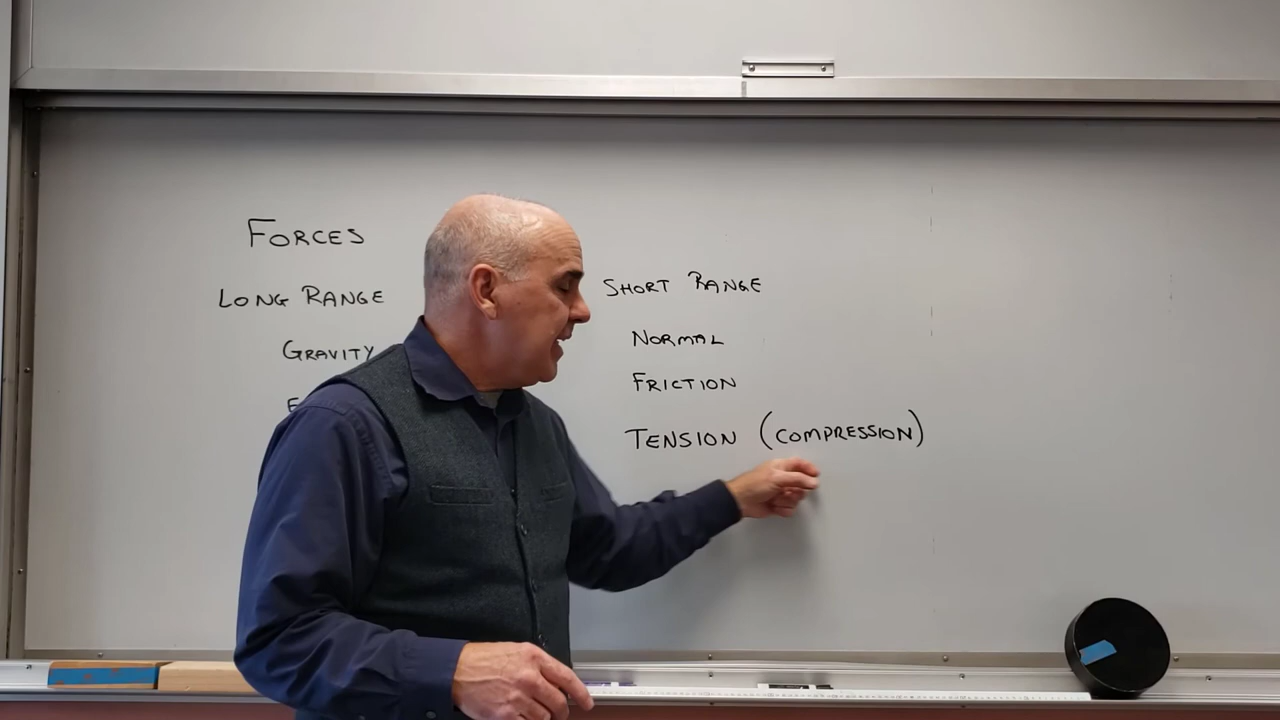 FORCES
LONG RANGE
GRAVITY
SHORT RANGE
NORMAL
FRICTION
TENSION (COMPRESSION)